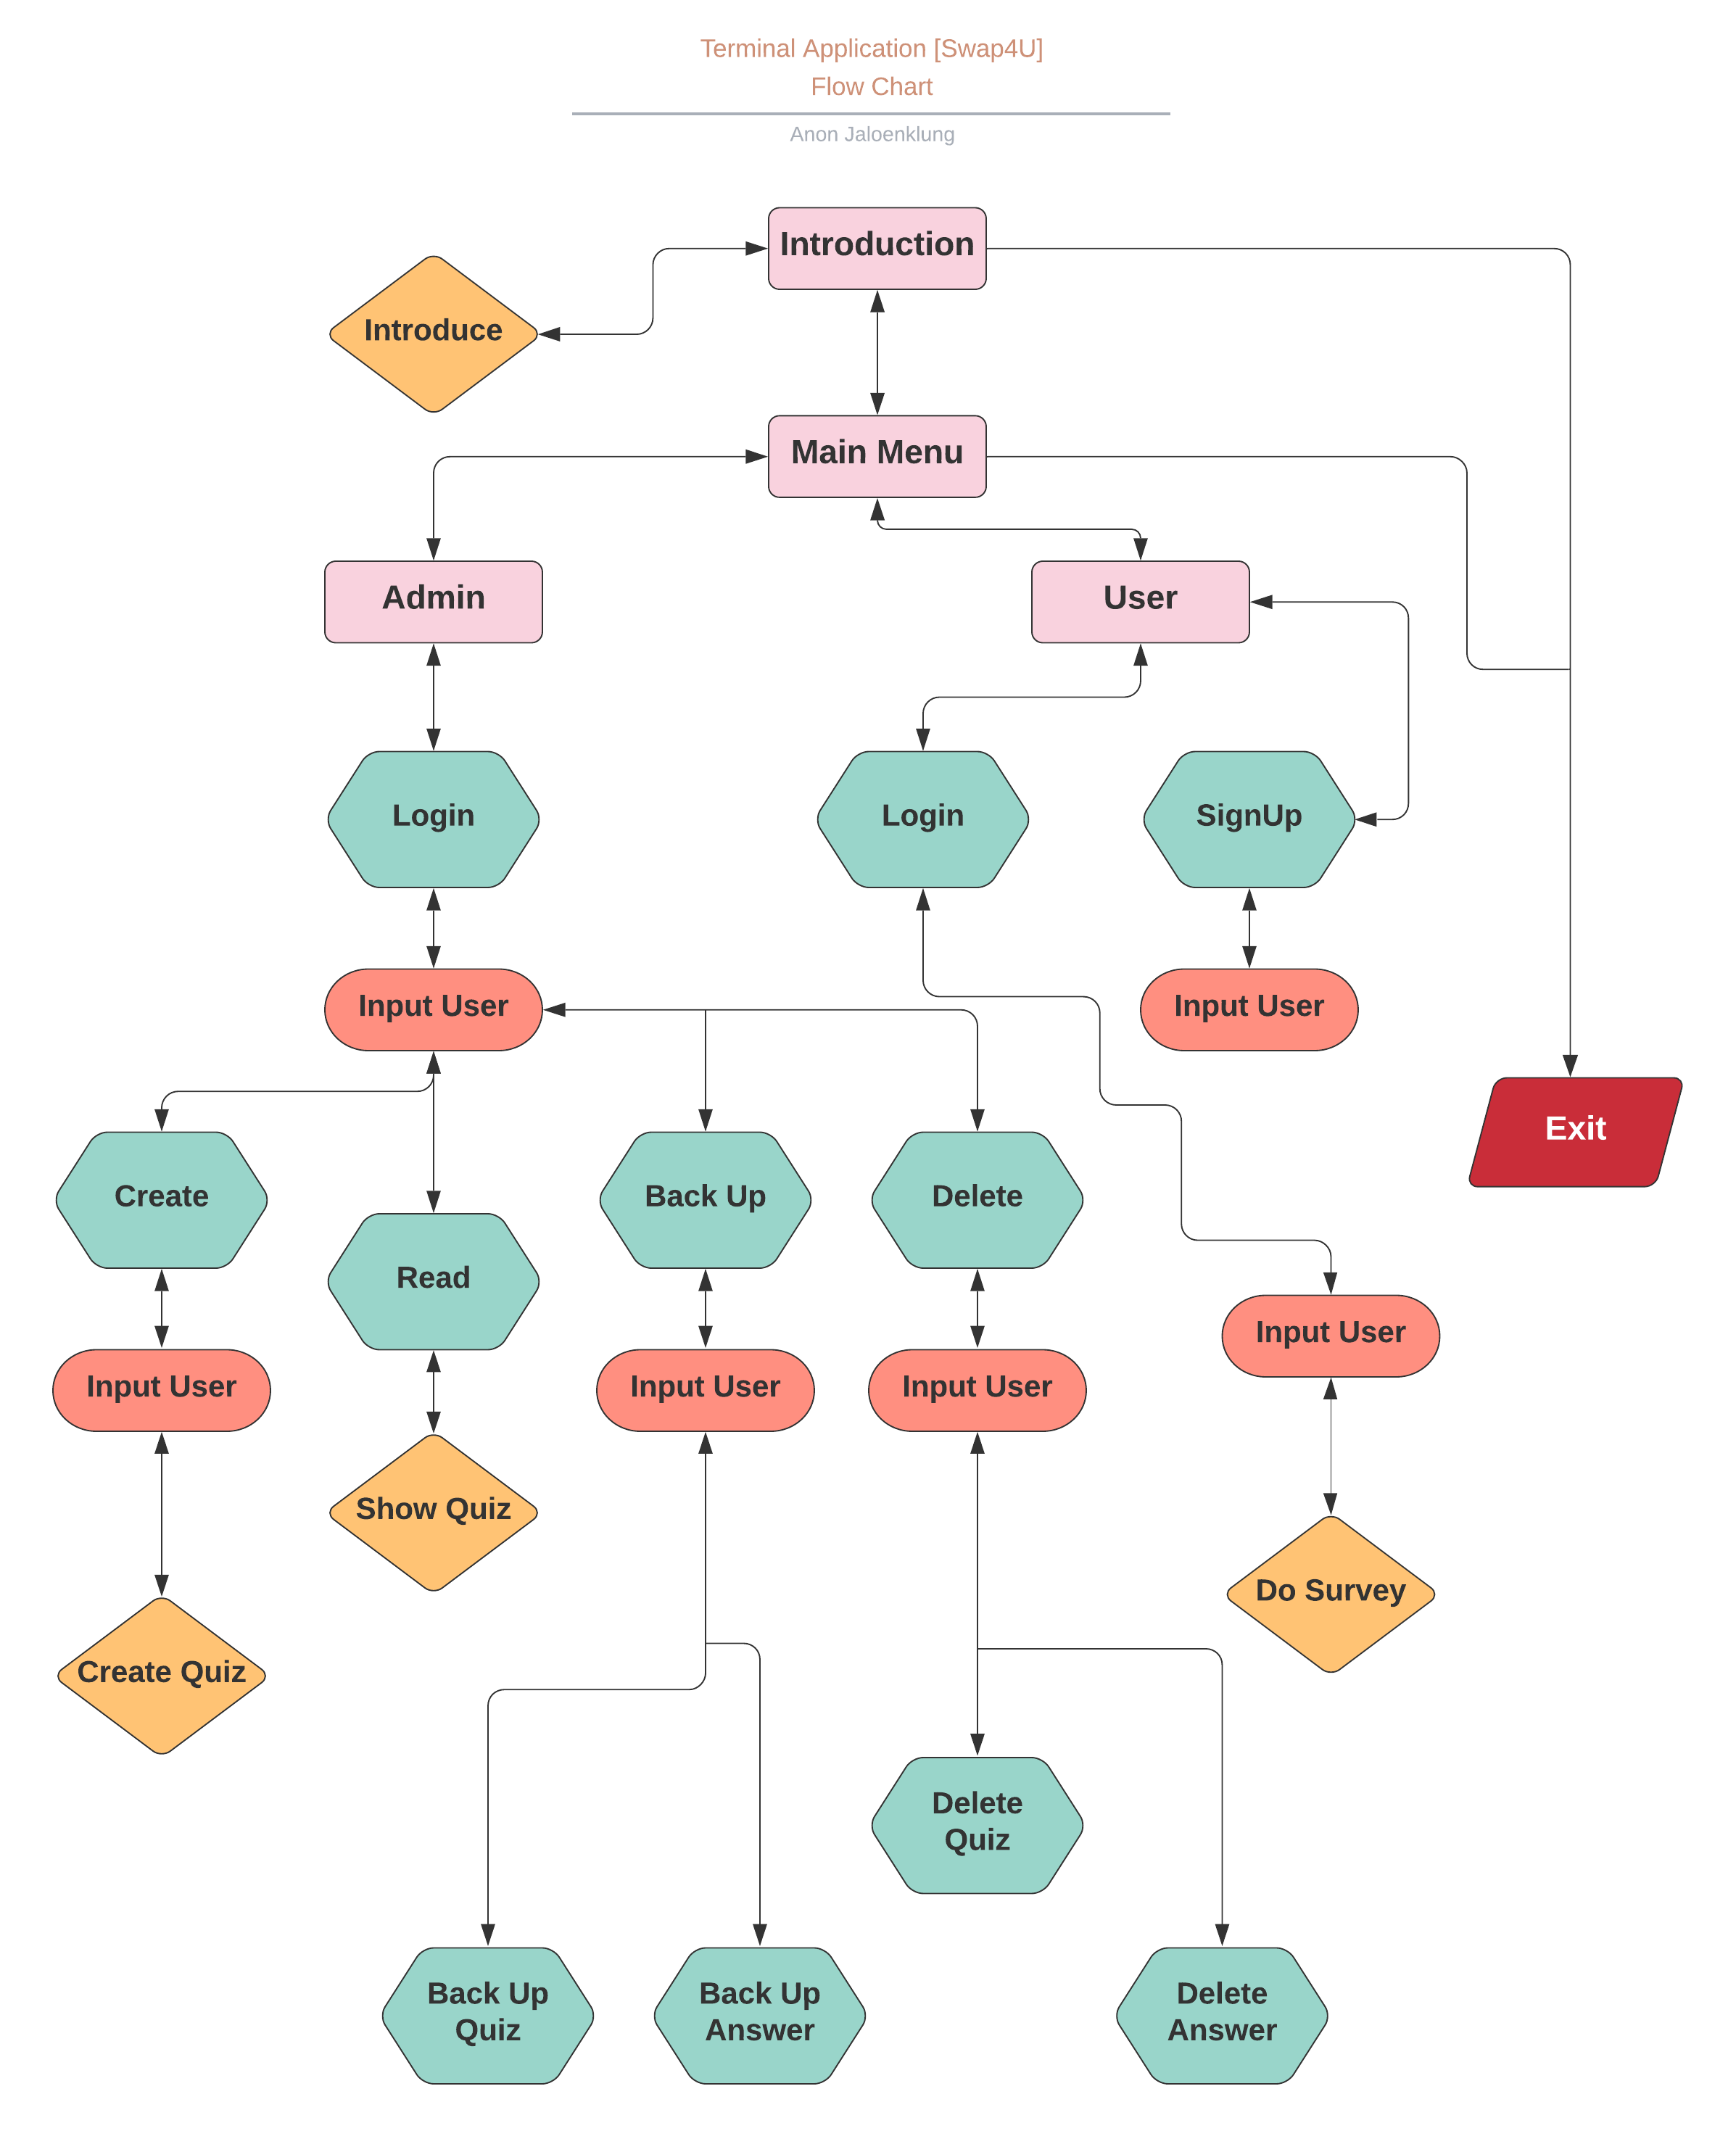 Terminal Application [Swap4U]
Flow Chart
Anon Jaloenklung
Introduction
Introduce
Main Menu
Admin
User
Login
Login
SignUp
Input User
Input User
Exit
Create
Back Up
Delete
Read
Input User
Input User
Input User
Input User
Show Quiz
Do Survey
Create Quiz
Delete
Quiz
Back Up
Quiz
Back Up
Answer
Delete
Answer